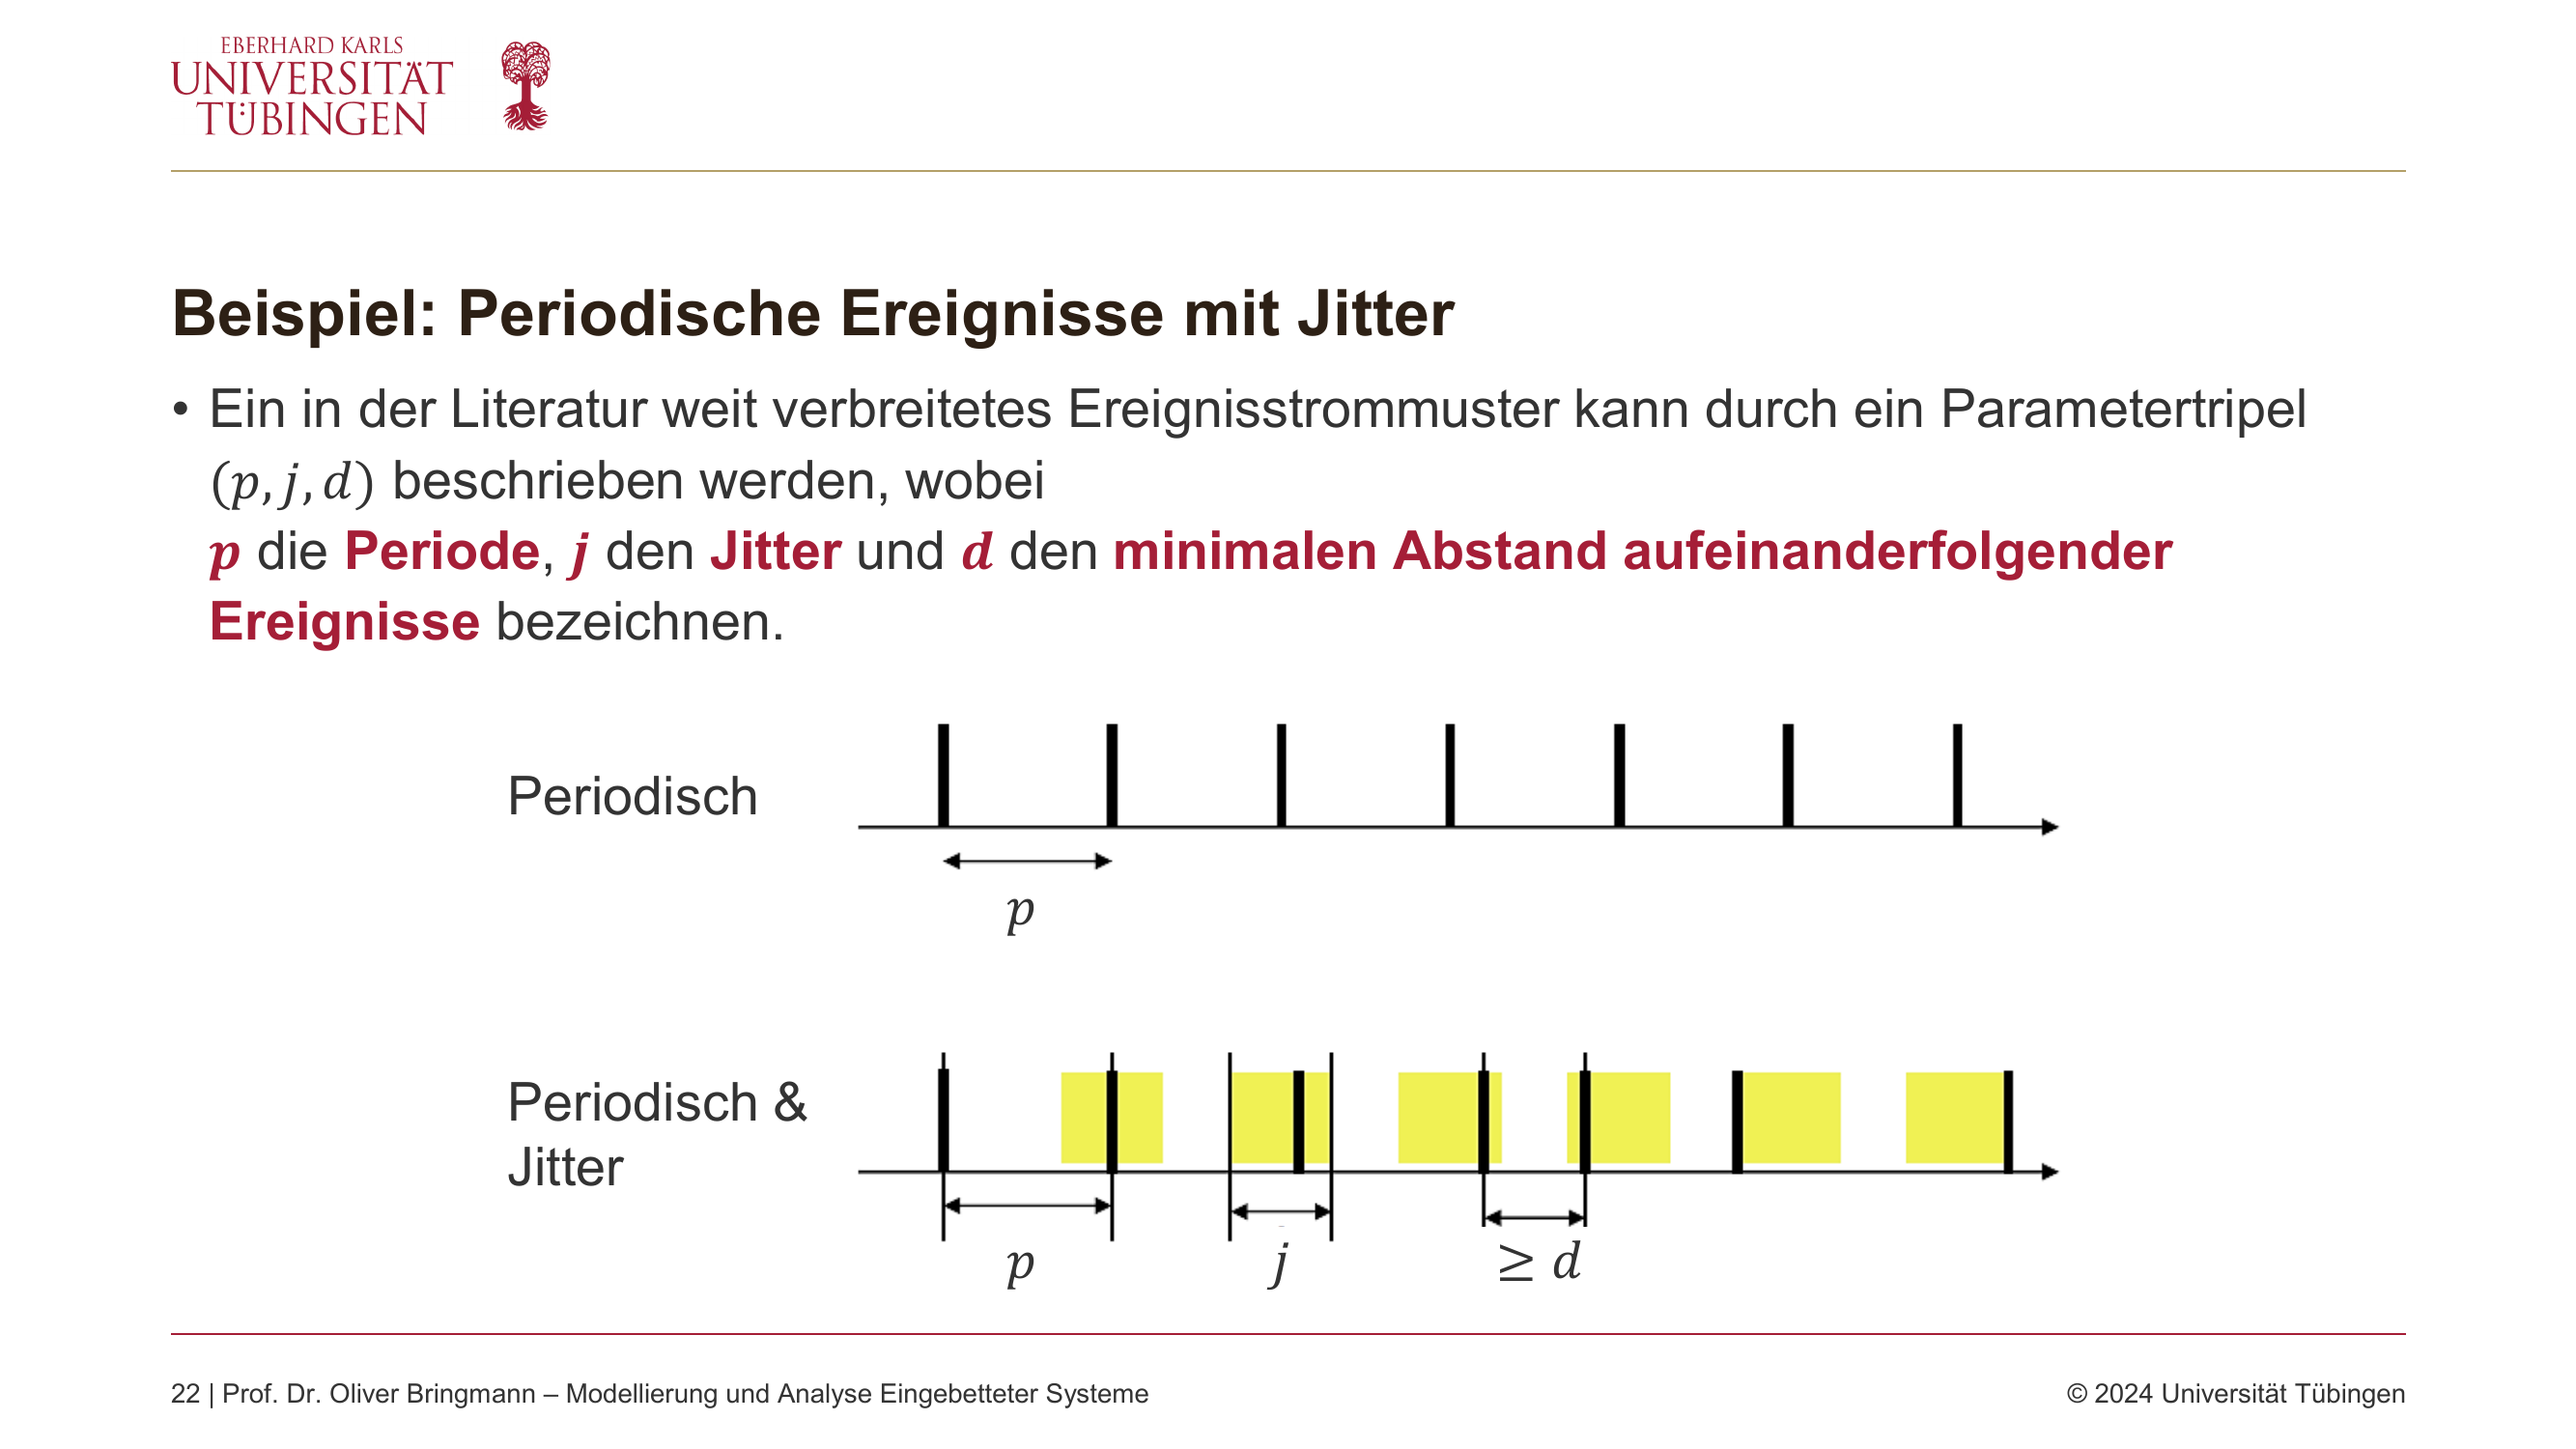 EBERHARD KARLS
UNIVERSITÄT
TÜBINGEN
Beispiel: Periodische Ereignisse mit Jitter
• Ein in der Literatur weit verbreitetes Ereignisstrommuster kann durch ein Parametertripel
(p, j, d) beschrieben werden, wobei
p die Periode, j den Jitter und d den minimalen Abstand aufeinanderfolgender
Ereignisse bezeichnen.
Periodisch
p
Periodisch &
Jitter
p
j
≥ d
22 | Prof. Dr. Oliver Bringmann – Modellierung und Analyse Eingebetteter Systeme
© 2024 Universität Tübingen